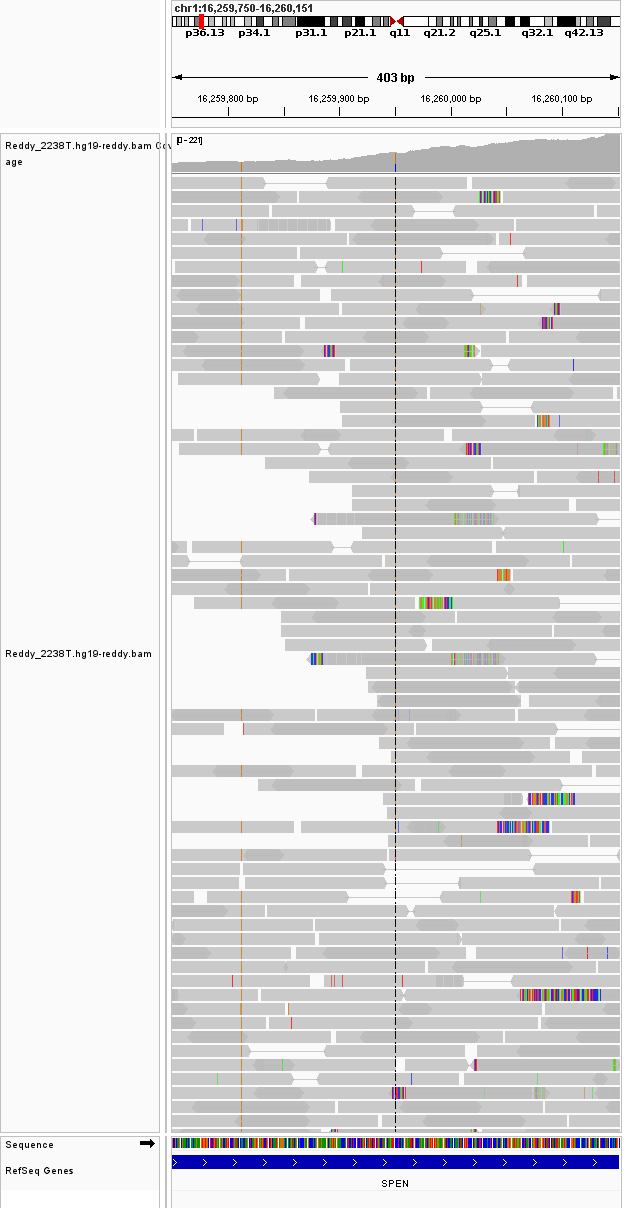 chr1:16,259,750-16,260,151
p36.13 p34.1 p31.1 p21.1 q11 q21.2 q25.1 q32.1 q42.13
403 bp
16,259,800 bp 16,259,900 bp 16,260,000 bp 16,260,100 bp
[0 - 221]
Reddy_2238T.hg19-reddy.bam Cov
age
Reddy_2238T.hg19-reddy.bam
Sequence
RefSeq Genes
SPEN